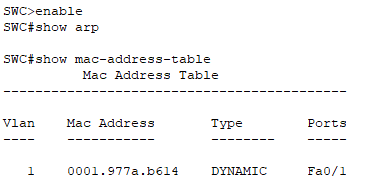 SWC>enable
SWC#show arp
SWC#show mac-address-table
Mac Address Table
-------------------------------------------
Vlan    Mac Address       Type        Ports
----    -----------       --------    -----
1    0001.977a.b614    DYNAMIC     Fa0/1